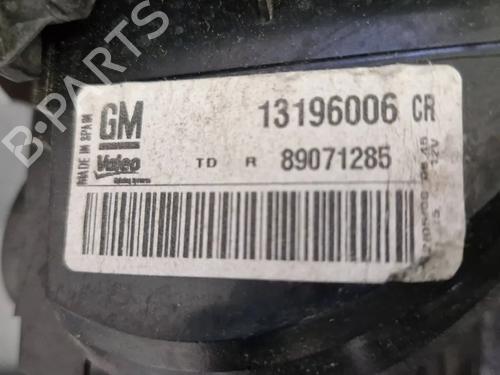 GM
13196006 CR
MADE IN SPAIN
Valeo
TD R 89071285
12V
B-PARTS